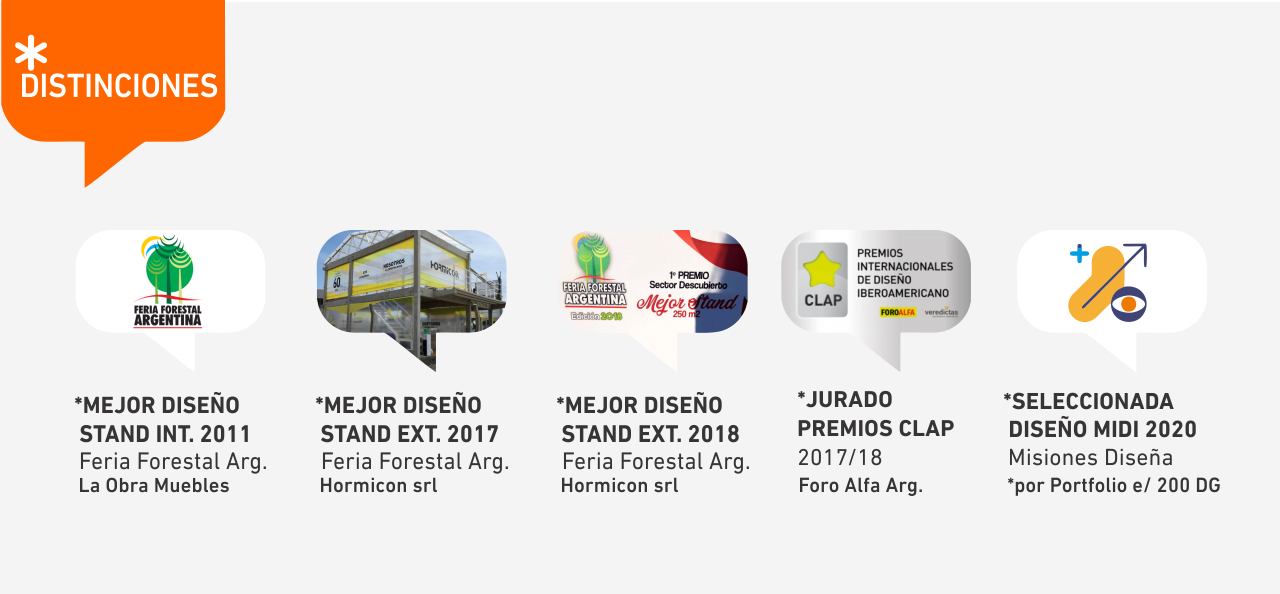 *
DISTINCIONES
FERIA FORESTAL
ARGENTINA
*MEJOR DISEÑO
STAND INT. 2011
Feria Forestal Arg.
La Obra Muebles
60
NOSOTROS
HORMICON
*MEJOR DISEÑO
STAND EXT. 2017
Feria Forestal Arg.
Hormicon srl
FERIA FORESTAL
ARGENTINA
1º PREMIO
Sector Descubierto
Mejor Stand
250 m2
*MEJOR DISEÑO
STAND EXT. 2018
Feria Forestal Arg.
Hormicon srl
CLAP
PREMIOS
INTERNACIONALES
DE DISEÑO
IBEROAMERICANO
FOROALFA
veredictas
*JURADO
PREMIOS CLAP
2017/18
Foro Alfa Arg.
*SELECCIONADA
DISEÑO MIDI 2020
Misiones Diseña
*por Portfolio e/ 200 DG